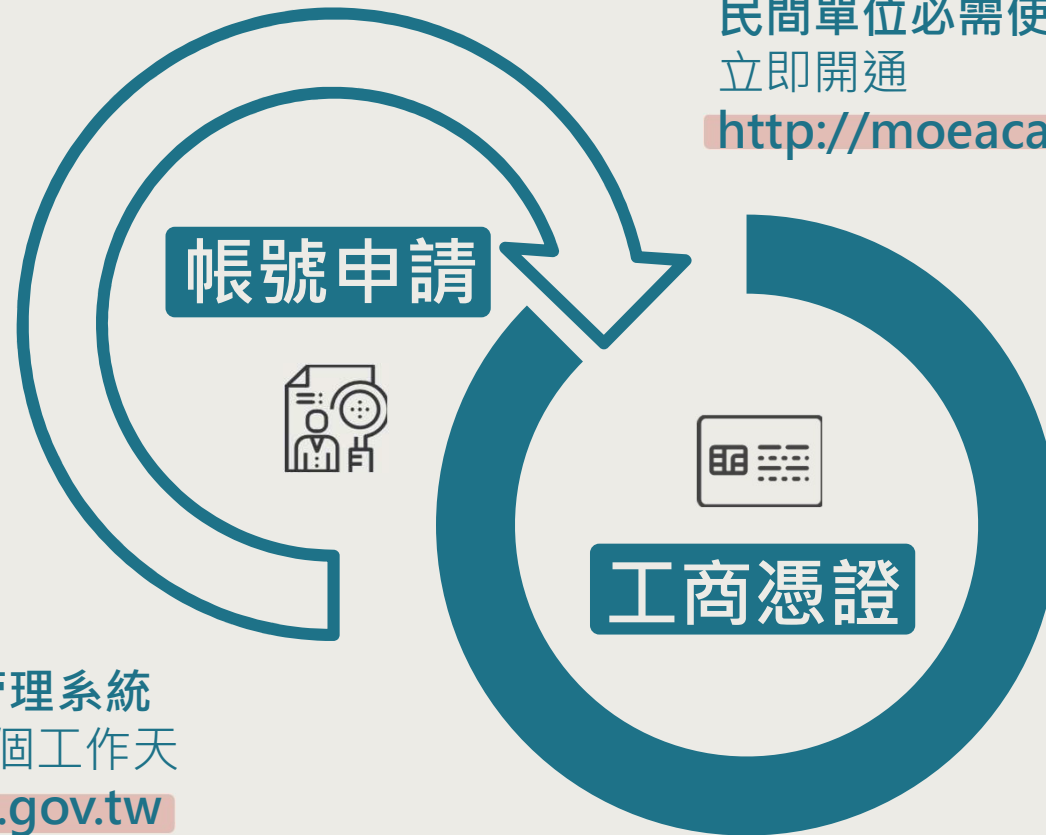 民間單位必需使
立即開通
http://moeaca
帳號申請
工商憑證
理系統
個工作天
.gov.tw